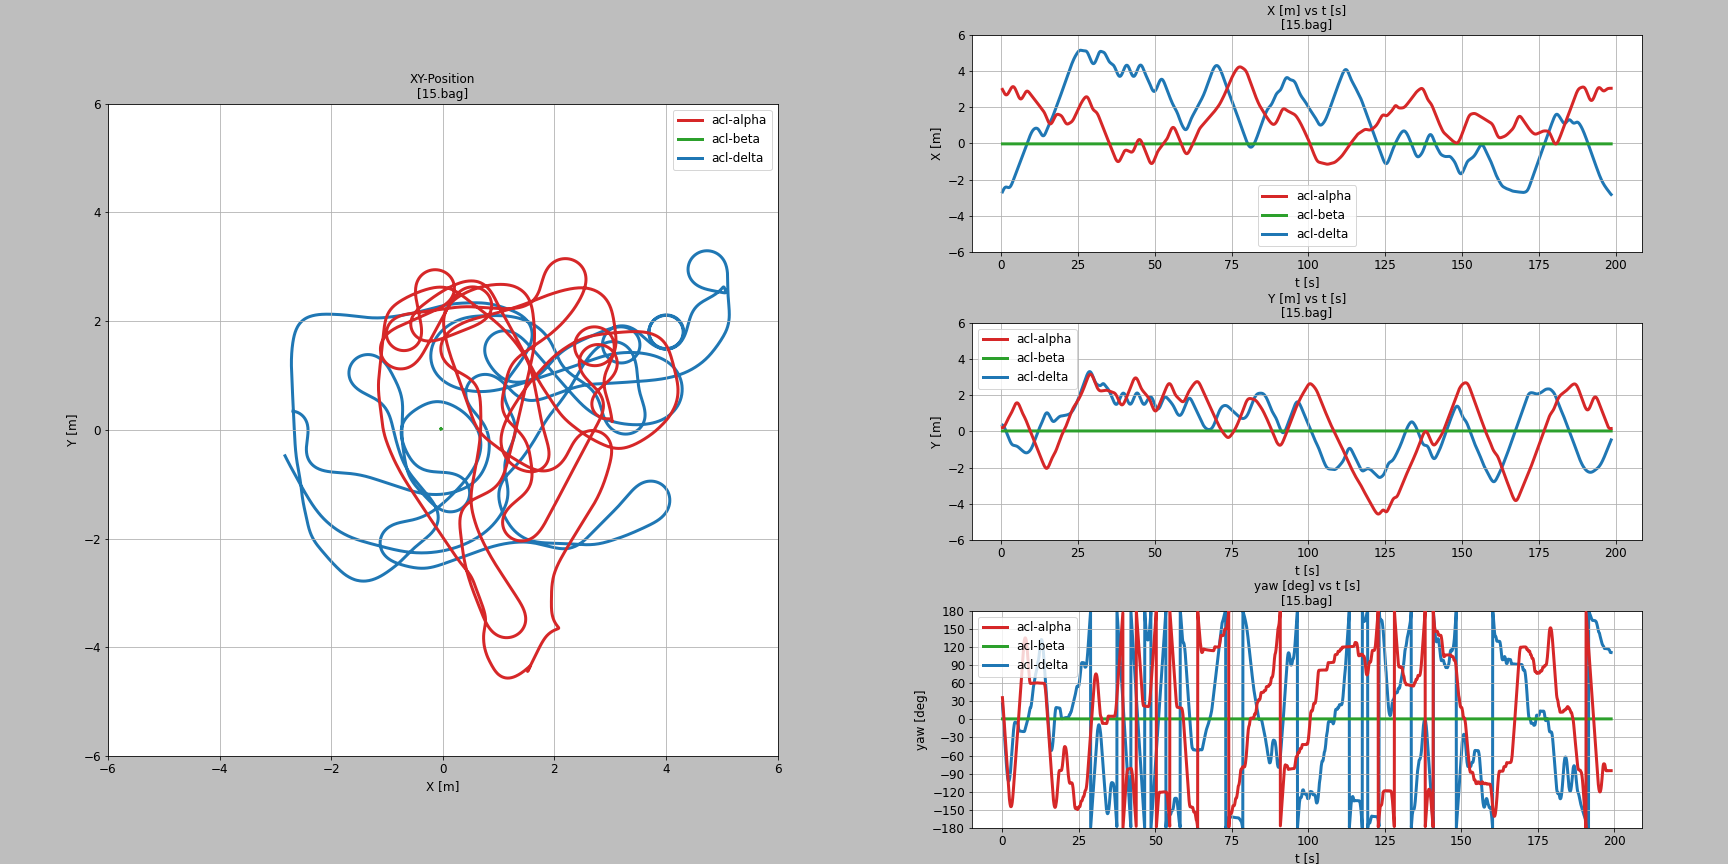 XY-Position
[15.bag]
6
4
2
0
−2
−4
−6
Y [m]
−6 −4 −2 0 2 4 6
X [m]
acl-alpha
acl-beta
acl-delta
X [m] vs t [s]
[15.bag]
6
4
2
0
−2
−4
−6
X [m]
acl-alpha
acl-beta
acl-delta
0 25 50 75 100 125 150 175 200
t [s]
Y [m] vs t [s]
[15.bag]
6
4
2
0
−2
−4
−6
Y [m]
acl-alpha
acl-beta
acl-delta
0 25 50 75 100 125 150 175 200
t [s]
yaw [deg] vs t [s]
[15.bag]
180
150
120
90
60
30
0
−30
−60
−90
−120
−150
−180
yaw [deg]
acl-alpha
acl-beta
acl-delta
0 25 50 75 100 125 150 175 200
t [s]